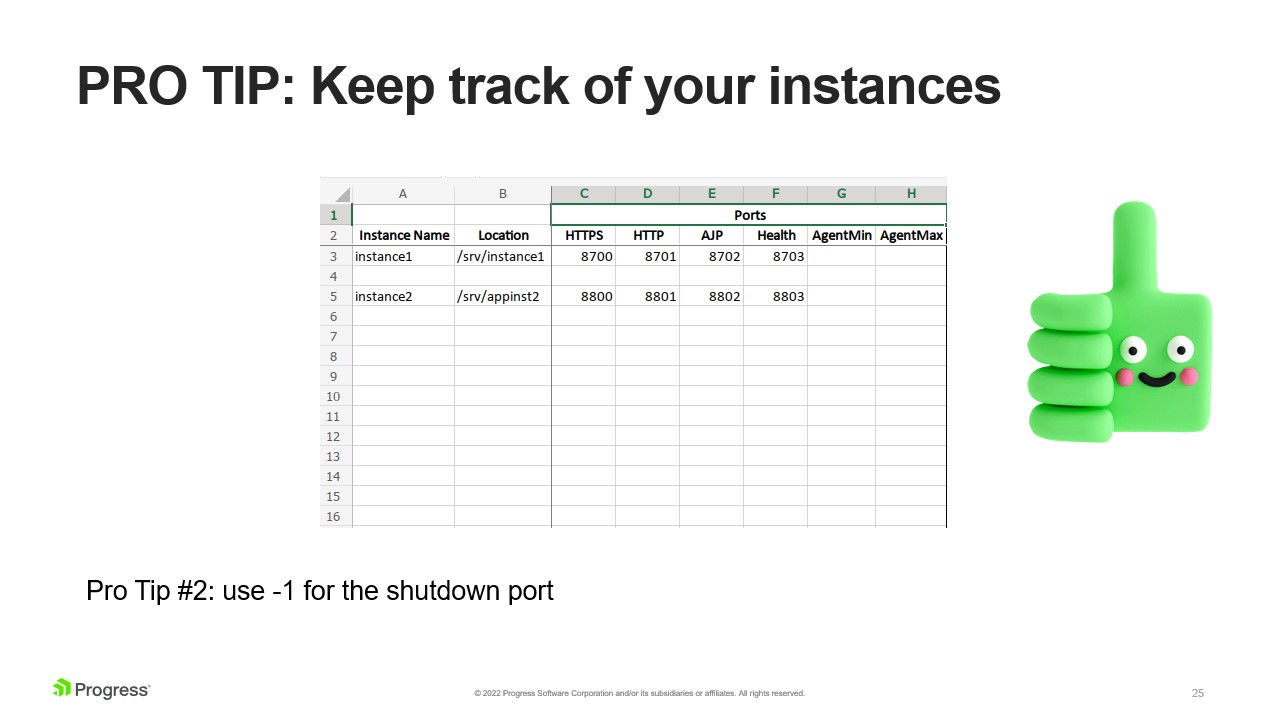 PRO TIP: Keep track of your instances
A B C D E F G H
1 Ports
2 Instance Name Location HTTPS HTTP AJP Health AgentMin AgentMax
3 instance1 /srv/instance1 8700 8701 8702 8703
4
5 instance2 /srv/appinst2 8800 8801 8802 8803
6
7
8
9
10
11
12
13
14
15
16
Pro Tip #2: use -1 for the shutdown port
Progress
© 2022 Progress Software Corporation and/or its subsidiaries or affiliates. All rights reserved.
25